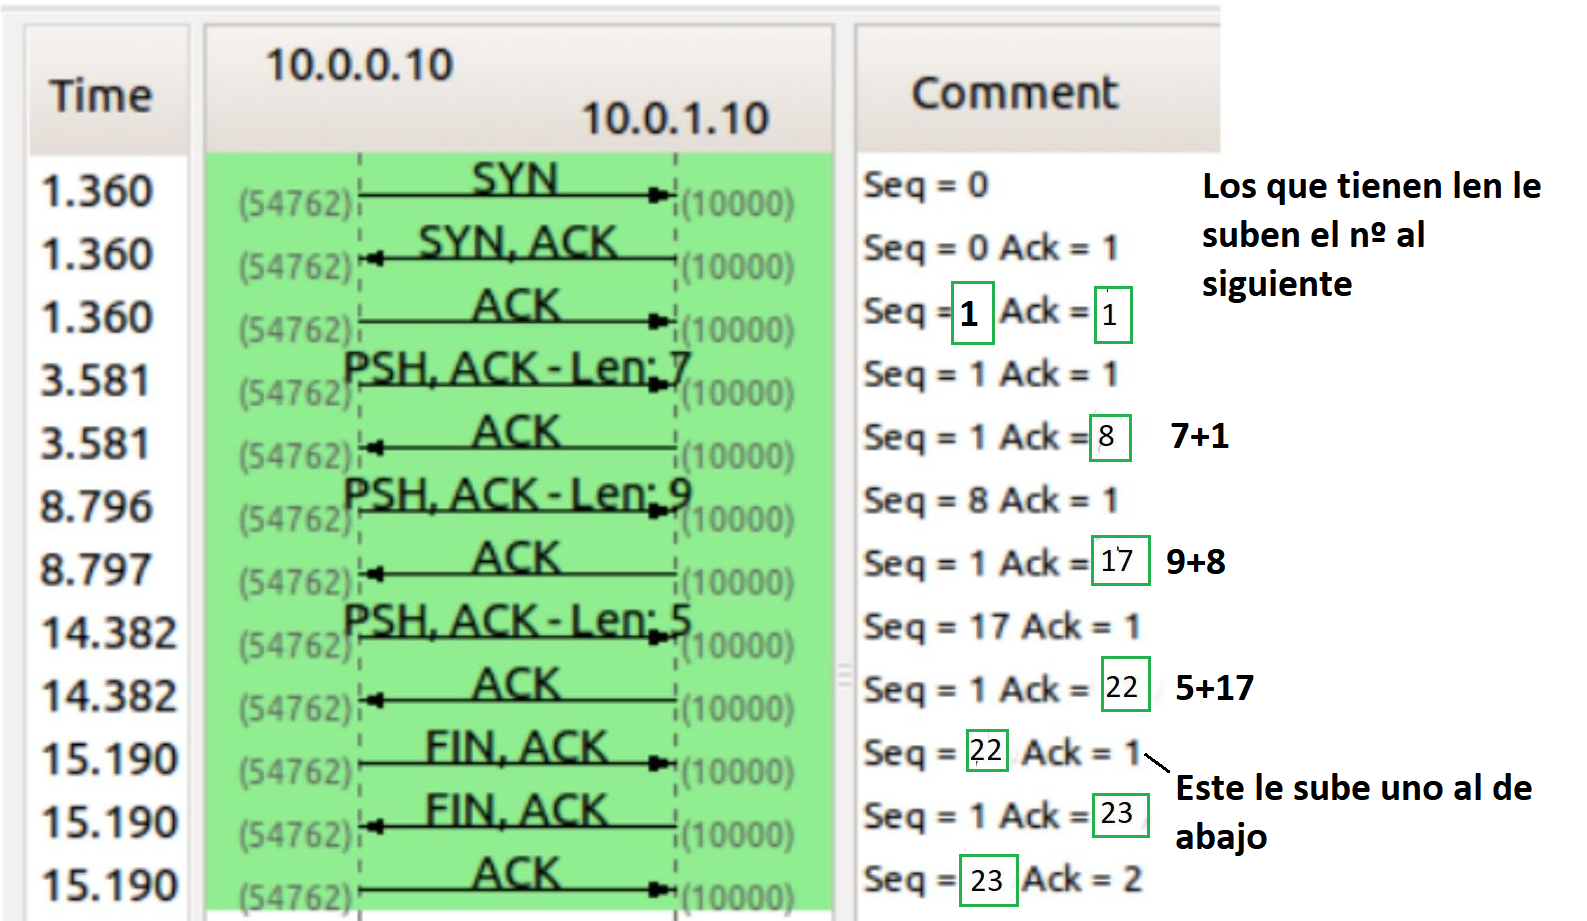 Time 10.0.0.10 10.0.1.10 Comment
1.360 (54762) SYN (10000) Seq = 0
1.360 (54762) SYN, ACK (10000) Seq = 0 Ack = 1
1.360 (54762) ACK (10000) Seq = 1 Ack = 1
3.581 (54762) PSH, ACK - Len: 7 (10000) Seq = 1 Ack = 1
3.581 (54762) ACK (10000) Seq = 1 Ack = 8 7+1
8.796 (54762) PSH, ACK - Len: 9 (10000) Seq = 8 Ack = 1
8.797 (54762) ACK (10000) Seq = 1 Ack = 17 9+8
14.382 (54762) PSH, ACK - Len: 5 (10000) Seq = 17 Ack = 1
14.382 (54762) ACK (10000) Seq = 1 Ack = 22 5+17
15.190 (54762) FIN, ACK (10000) Seq = 22 Ack = 1
15.190 (54762) FIN, ACK (10000) Seq = 1 Ack = 23
15.190 (54762) ACK (10000) Seq = 23 Ack = 2
Los que tienen len le
suben el nº al
siguiente
Este le sube uno al de
abajo